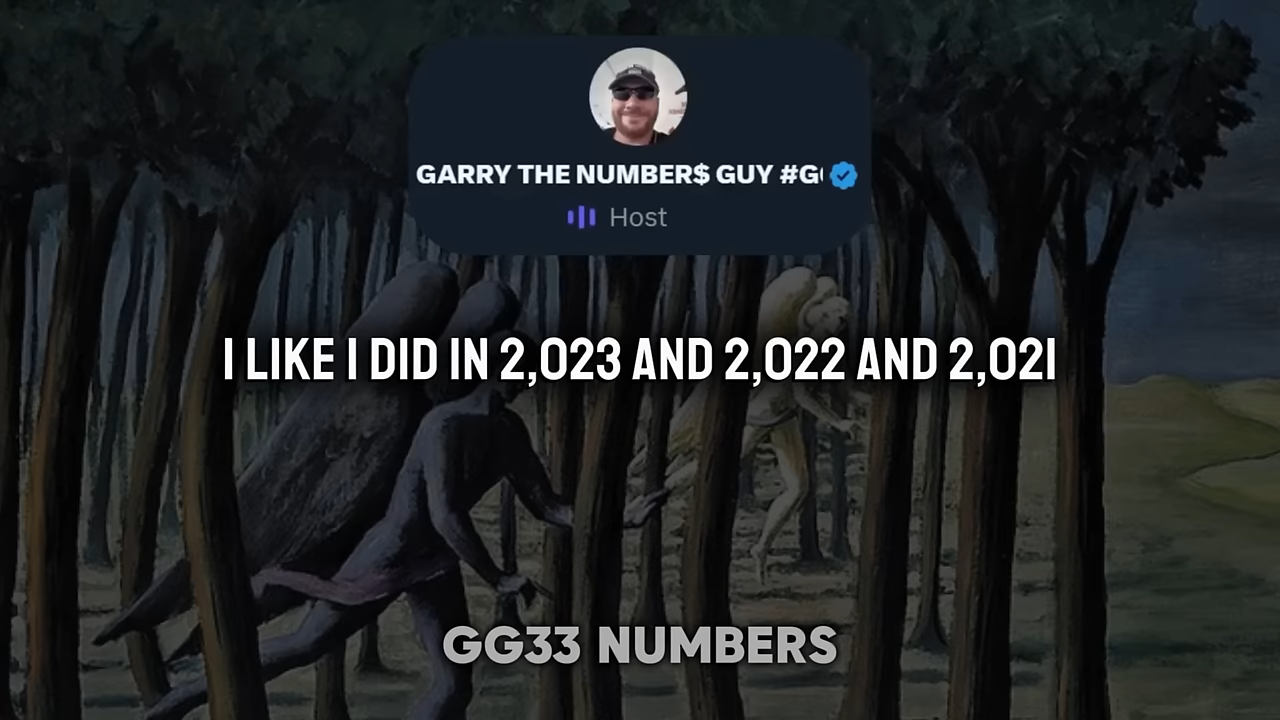 GARRY THE NUMBER$ GUY #G
Host
I LIKE I DID IN 2,023 AND 2,022 AND 2,021
GG33 NUMBERS